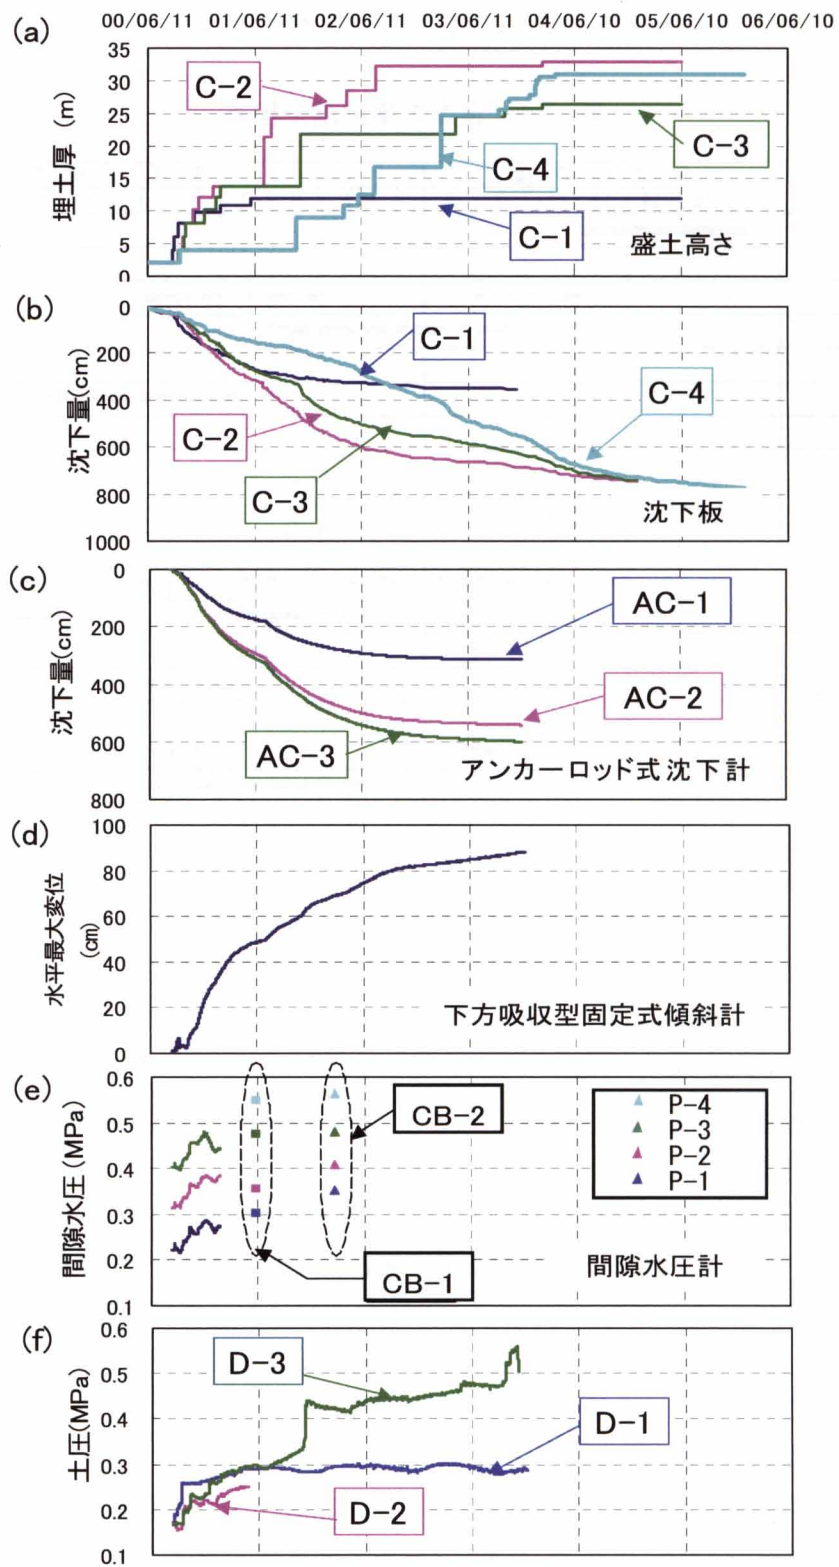 00/06/11 01/06/11 02/06/11 03/06/11 04/06/10 05/06/10 06/06/10
(a)
35
30
25
20
15
10
5
0
埋土厚 (m)
C-2
C-3
C-4
C-1
盛土高さ
(b)
0
200
400
600
800
1000
沈下量(cm)
C-1
C-4
C-2
C-3
沈下板
(c)
0
200
400
600
800
沈下量(cm)
AC-1
AC-2
AC-3
アンカーロッド式沈下計
(d)
100
80
60
40
20
0
水平最大変位
(cm)
下方吸収型固定式傾斜計
(e)
0.6
0.5
0.4
0.3
0.2
0.1
間隙水圧(MPa)
CB-2
P-4
P-3
P-2
P-1
CB-1
間隙水圧計
(f)
0.6
0.5
0.4
0.3
0.2
0.1
土圧(MPa)
D-3
D-1
D-2